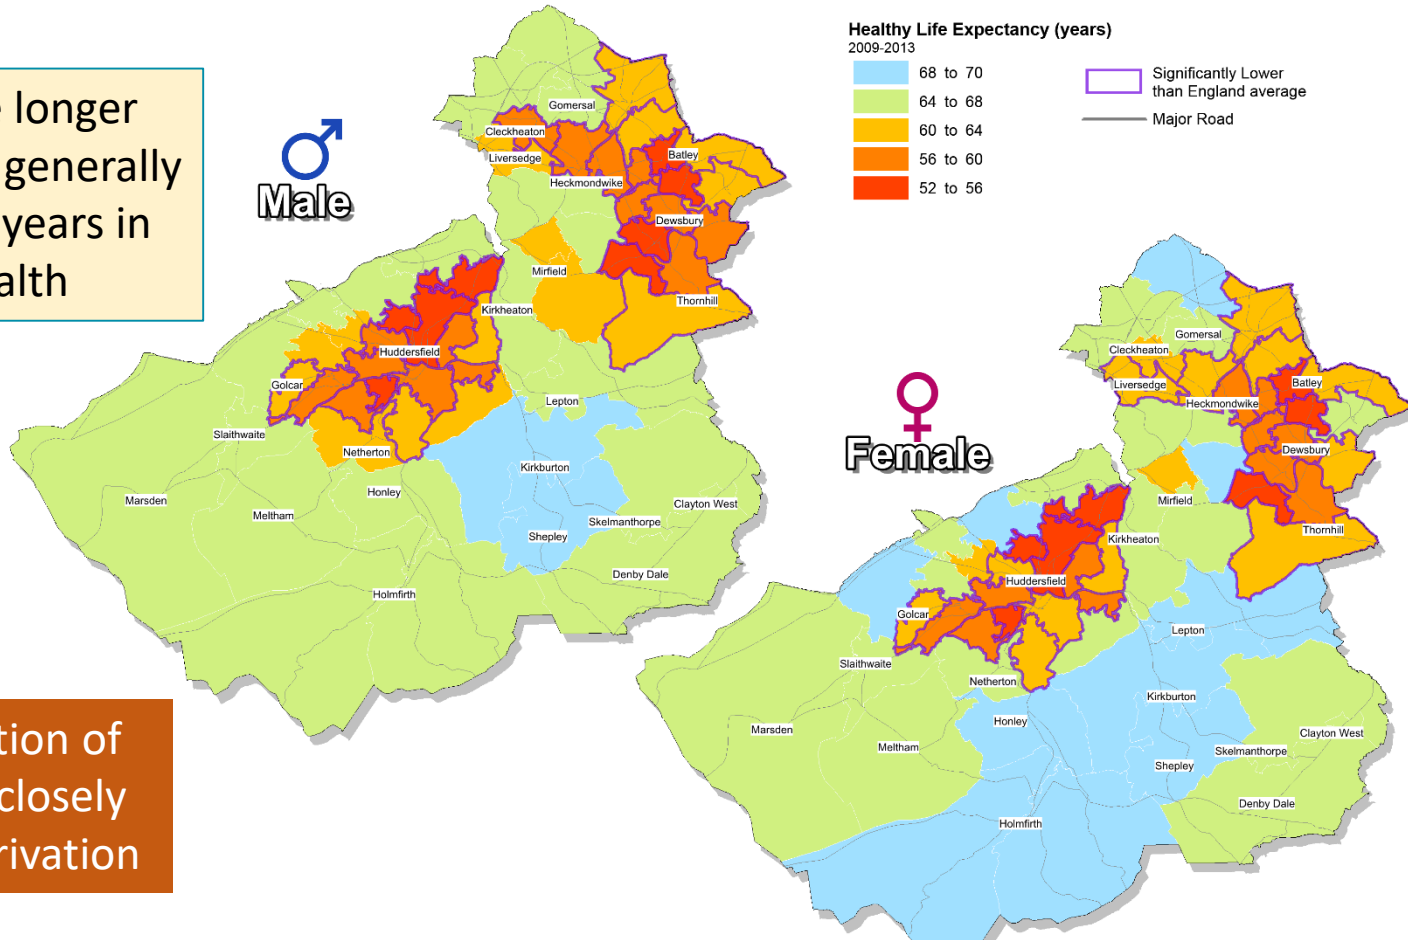 longer
generally
years in
Male
Healthy Life Expectancy (years)
2009-2013
68 to 70
64 to 68
60 to 64
56 to 60
52 to 56
Significantly Lower
than England average
Major Road
Gomersal
Cleckheaton
Liversedge
Batley
Heckmondwike
Dewsbury
Mirfield
Thornhill
Kirkheaton
Huddersfield
Golcar
Lepton
Slaithwaite
Netherton
Kirkburton
Honley
Marsden
Meltham
Clayton West
Skelmanthorpe
Shepley
Denby Dale
Holmfirth
Female
Gomersal
Cleckheaton
Liversedge
Batley
Heckmondwike
Dewsbury
Mirfield
Thornhill
Kirkheaton
Huddersfield
Golcar
Lepton
Slaithwaite
Netherton
Kirkburton
Honley
Marsden
Meltham
Clayton West
Skelmanthorpe
Shepley
Denby Dale
Holmfirth
of
closely